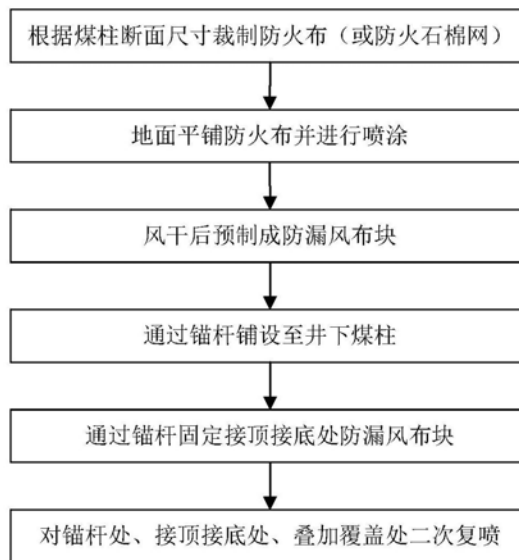 根据煤柱断面尺寸裁制防火布（或防火石棉网）
地面平铺防火布并进行喷涂
风干后预制成防漏风布块
通过锚杆铺设至井下煤柱
通过锚杆固定接顶接底处防漏风布块
对锚杆处、接顶接底处、叠加覆盖处二次复喷